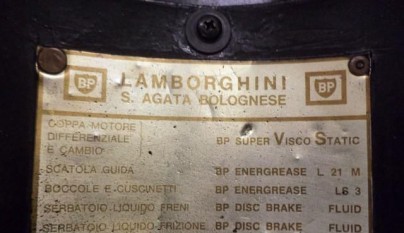 BP LAMBORGHINI BP
S. AGATA BOLOGNESE
COPPA MOTORE
DIFFERENZIALE BP SUPER VISCO STATIC
E CAMBIO
SCATOLA GUIDA BP ENERGREASE L 21 M
BOCCOLE E CUSCINETTI BP ENERGREASE LS 3
SERBATOIO LIQUIDO FRENI BP DISC BRAKE FLUID
SERBATOIO LIQUIDO FRIZIONE BP DISC BRAKE FLUID